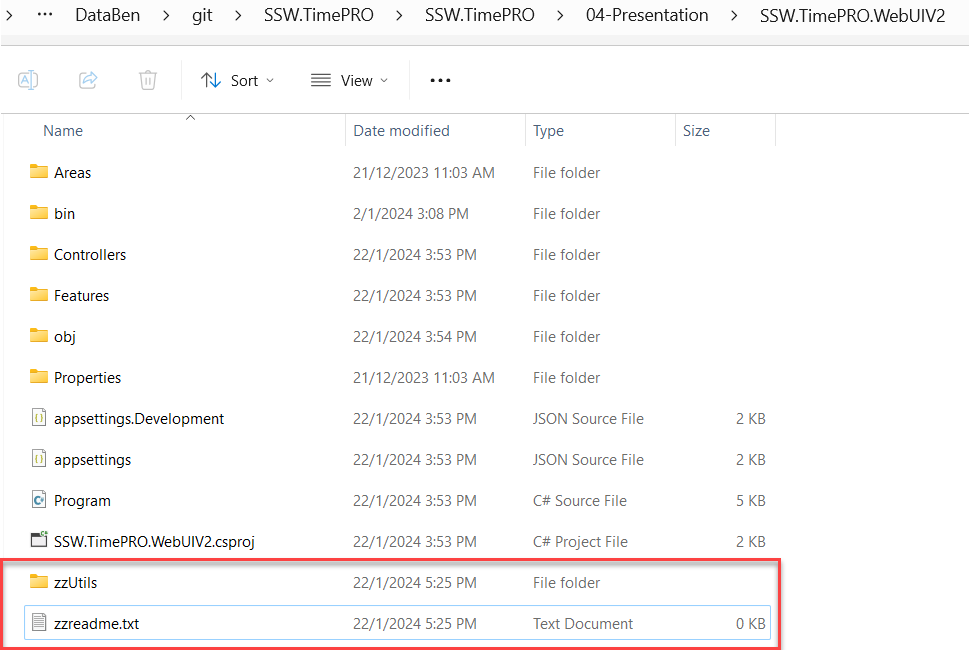 > ··· DataBen > git > SSW.TimePRO > SSW.TimePRO > 04-Presentation > SSW.TimePRO.WebUIV2
Sort View ···
Name Date modified Type Size
Areas 21/12/2023 11:03 AM File folder
bin 2/1/2024 3:08 PM File folder
Controllers 22/1/2024 3:53 PM File folder
Features 22/1/2024 3:53 PM File folder
obj 22/1/2024 3:54 PM File folder
Properties 21/12/2023 11:03 AM File folder
appsettings.Development 22/1/2024 3:53 PM JSON Source File 2 KB
appsettings 22/1/2024 3:53 PM JSON Source File 2 KB
Program 22/1/2024 3:53 PM C# Source File 5 KB
SSW.TimePRO.WebUIV2.csproj 22/1/2024 3:53 PM C# Project File 2 KB
zzUtils 22/1/2024 5:25 PM File folder
zzreadme.txt 22/1/2024 5:25 PM Text Document 0 KB